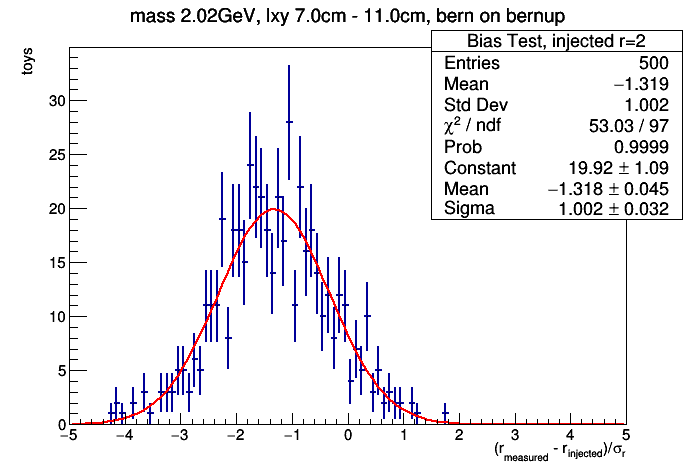 mass 2.02GeV, lxy 7.0cm - 11.0cm, bern on bernup
Bias Test, injected r=2
Entries 500
Mean −1.319
Std Dev 1.002
χ² / ndf 53.03 / 97
Prob 0.9999
Constant 19.92 ± 1.09
Mean −1.318 ± 0.045
Sigma 1.002 ± 0.032
toys
30
25
20
15
10
5
0
−5 −4 −3 −2 −1 0 1 2 3 4 5
(r_measured - r_injected)/σ_r